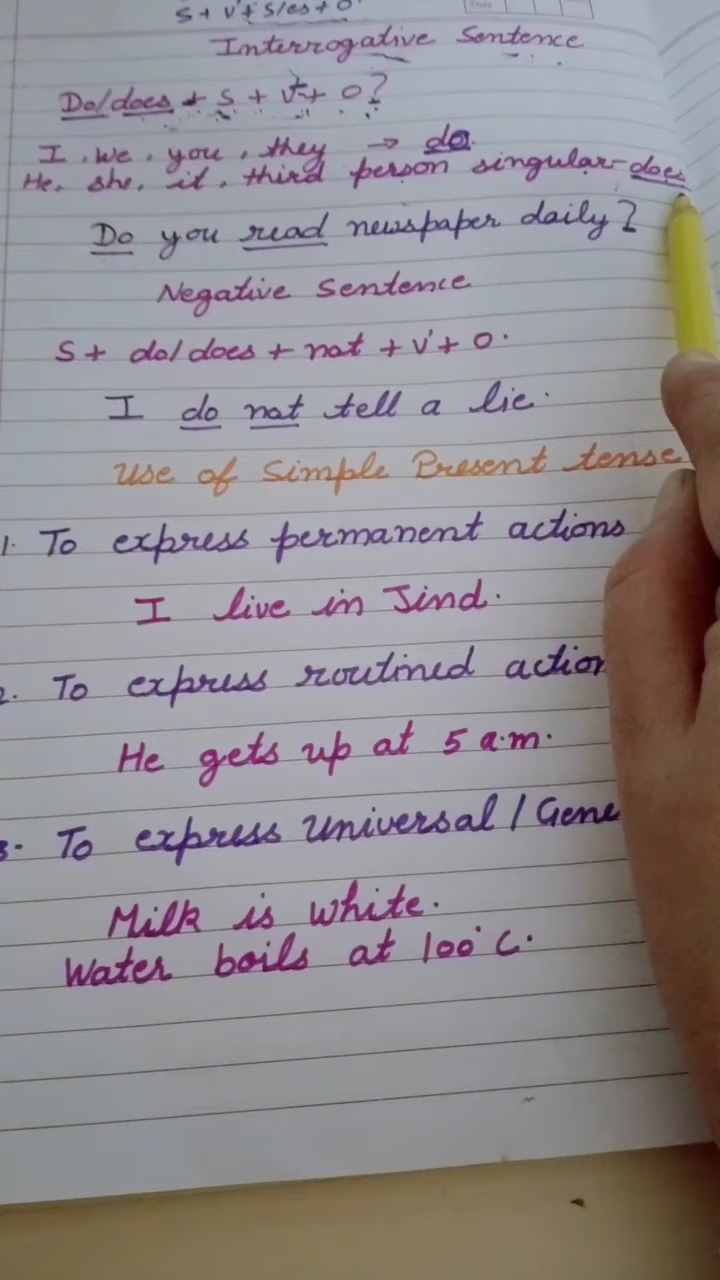 S + V' + S/es + O
Interrogative Sentence
Do/does + S + V' + O?
I, we, you, they → do.
He, she, it, third person singular - does
Do you read newspaper daily?
Negative Sentence
S + do/does + not + V' + O.
I do not tell a lie.
Use of Simple Present tense
1. To express permanent actions
I live in Jind.
2. To express routined action
He gets up at 5 a.m.
3. To express Universal / Gene
Milk is white.
Water boils at 100°C.